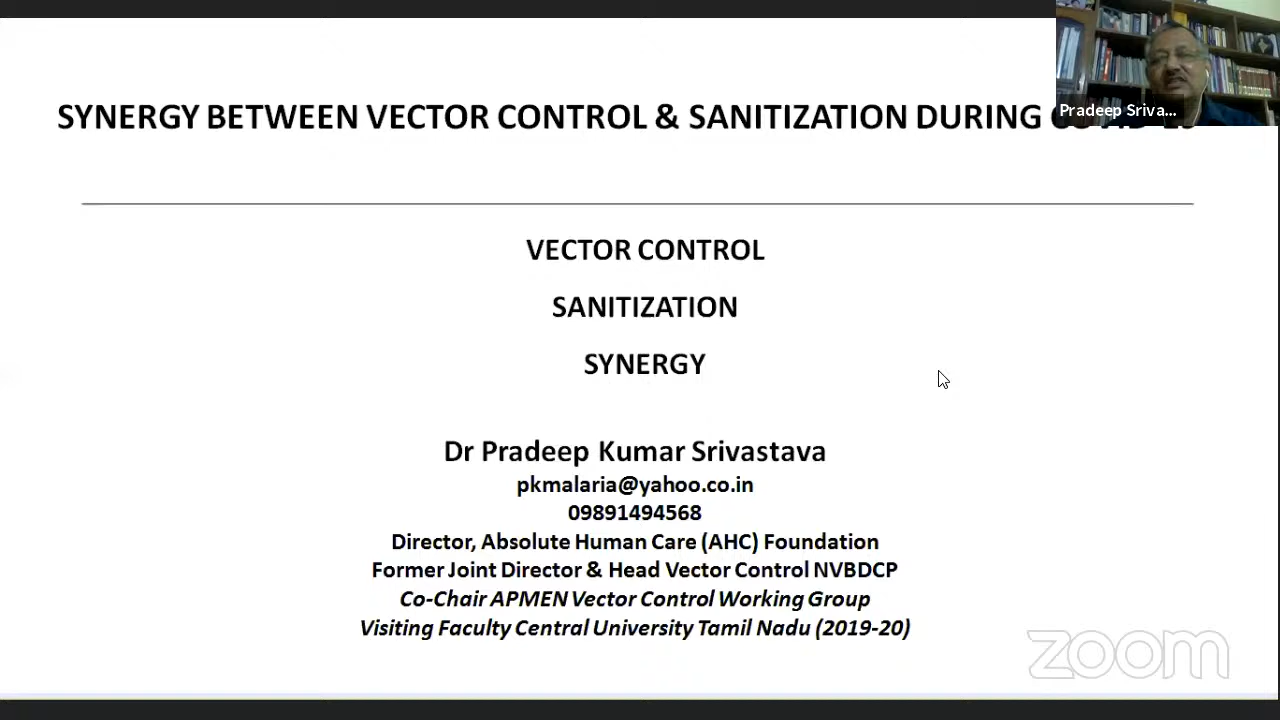 SYNERGY BETWEEN VECTOR CONTROL & SANITIZATION DURING
Pradeep Sriva...
VECTOR CONTROL
SANITIZATION
SYNERGY
Dr Pradeep Kumar Srivastava
pkmalaria@yahoo.co.in
09891494568
Director, Absolute Human Care (AHC) Foundation
Former Joint Director & Head Vector Control NVBDCP
Co-Chair APMEN Vector Control Working Group
Visiting Faculty Central University Tamil Nadu (2019-20)
zoom